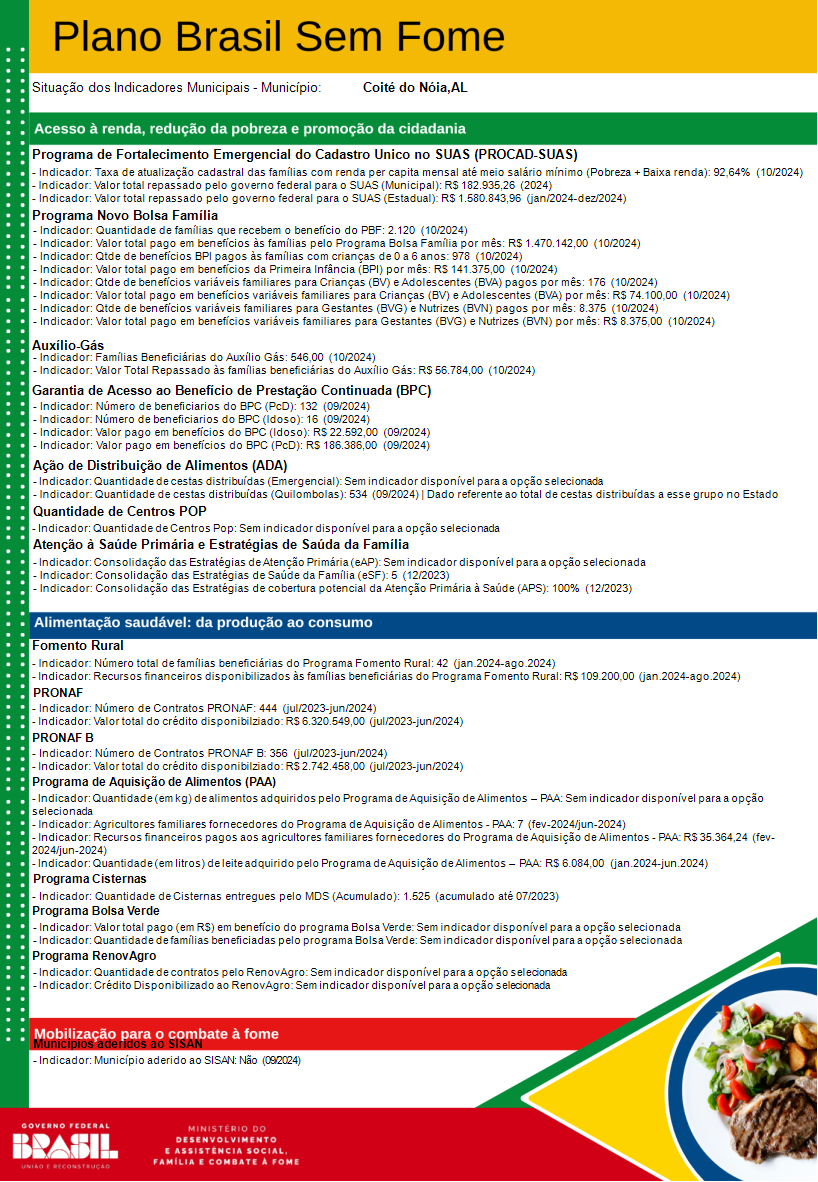 Plano Brasil Sem Fome
Situação dos Indicadores Municipais - Município: Coité do Nóia,AL
Acesso à renda, redução da pobreza e promoção da cidadania
Programa de Fortalecimento Emergencial do Cadastro Unico no SUAS (PROCAD-SUAS)
- Indicador: Taxa de atualização cadastral das famílias com renda per capita mensal até meio salário mínimo (Pobreza + Baixa renda): 92,64% (10/2024)
- Indicador: Valor total repassado pelo governo federal para o SUAS (Municipal): R$ 182.935,26 (2024)
- Indicador: Valor total repassado pelo governo federal para o SUAS (Estadual): R$ 1.580.843,96 (jan/2024-dez/2024)
Programa Novo Bolsa Família
- Indicador: Quantidade de famílias que recebem o benefício do PBF: 2.120 (10/2024)
- Indicador: Valor total pago em benefícios às famílias pelo Programa Bolsa Família por mês: R$ 1.470.142,00 (10/2024)
- Indicador: Qtde de benefícios BPI pagos às famílias com crianças de 0 a 6 anos: 978 (10/2024)
- Indicador: Valor total pago em benefícios da Primeira Infância (BPI) por mês: R$ 141.375,00 (10/2024)
- Indicador: Qtde de benefícios variáveis familiares para Crianças (BV) e Adolescentes (BVA) pagos por mês: 176 (10/2024)
- Indicador: Valor total pago em benefícios variáveis familiares para Crianças (BV) e Adolescentes (BVA) por mês: R$ 74.100,00 (10/2024)
- Indicador: Qtde de benefícios variáveis familiares para Gestantes (BVG) e Nutrizes (BVN) pagos por mês: 8.375 (10/2024)
- Indicador: Valor total pago em benefícios variáveis familiares para Gestantes (BVG) e Nutrizes (BVN) por mês: R$ 8.375,00 (10/2024)
Auxílio-Gás
- Indicador: Famílias Beneficiárias do Auxílio Gás: 546,00 (10/2024)
- Indicador: Valor Total Repassado às famílias beneficiárias do Auxílio Gás: R$ 56.784,00 (10/2024)
Garantia de Acesso ao Benefício de Prestação Continuada (BPC)
- Indicador: Número de beneficiarios do BPC (PcD): 132 (09/2024)
- Indicador: Número de beneficiarios do BPC (Idoso): 16 (09/2024)
- Indicador: Valor pago em benefícios do BPC (Idoso): R$ 22.592,00 (09/2024)
- Indicador: Valor pago em benefícios do BPC (PcD): R$ 186.386,00 (09/2024)
Ação de Distribuição de Alimentos (ADA)
- Indicador: Quantidade de cestas distribuídas (Emergencial): Sem indicador disponível para a opção selecionada
- Indicador: Quantidade de cestas distribuídas (Quilombolas): 534 (09/2024) | Dado referente ao total de cestas distribuídas a esse grupo no Estado
Quantidade de Centros POP
- Indicador: Quantidade de Centros Pop: Sem indicador disponível para a opção selecionada
Atenção à Saúde Primária e Estratégias de Saúda da Família
- Indicador: Consolidação das Estratégias de Atenção Primária (eAP): Sem indicador disponível para a opção selecionada
- Indicador: Consolidação das Estratégias de Saúde da Família (eSF): 5 (12/2023)
- Indicador: Consolidação das Estratégias de cobertura potencial da Atenção Primária à Saúde (APS): 100% (12/2023)
Alimentação saudável: da produção ao consumo
Fomento Rural
- Indicador: Número total de famílias beneficiárias do Programa Fomento Rural: 42 (jan.2024-ago.2024)
- Indicador: Recursos financeiros disponibilizados às famílias beneficiárias do Programa Fomento Rural: R$ 109.200,00 (jan.2024-ago.2024)
PRONAF
- Indicador: Número de Contratos PRONAF: 444 (jul/2023-jun/2024)
- Indicador: Valor total do crédito disponibilziado: R$ 6.320.549,00 (jul/2023-jun/2024)
PRONAF B
- Indicador: Número de Contratos PRONAF B: 356 (jul/2023-jun/2024)
- Indicador: Valor total do crédito disponibilziado: R$ 2.742.458,00 (jul/2023-jun/2024)
Programa de Aquisição de Alimentos (PAA)
- Indicador: Quantidade (em kg) de alimentos adquiridos pelo Programa de Aquisição de Alimentos – PAA: Sem indicador disponível para a opção
selecionada
- Indicador: Agricultores familiares fornecedores do Programa de Aquisição de Alimentos - PAA: 7 (fev-2024/jun-2024)
- Indicador: Recursos financeiros pagos aos agricultores familiares fornecedores do Programa de Aquisição de Alimentos - PAA: R$ 35.364,24 (fev-
2024/jun-2024)
- Indicador: Quantidade (em litros) de leite adquirido pelo Programa de Aquisição de Alimentos – PAA: R$ 6.084,00 (jan.2024-jun.2024)
Programa Cisternas
- Indicador: Quantidade de Cisternas entregues pelo MDS (Acumulado): 1.525 (acumulado até 07/2023)
Programa Bolsa Verde
- Indicador: Valor total pago (em R$) em benefício do programa Bolsa Verde: Sem indicador disponível para a opção selecionada
- Indicador: Quantidade de famílias beneficiadas pelo programa Bolsa Verde: Sem indicador disponível para a opção selecionada
Programa RenovAgro
- Indicador: Quantidade de contratos pelo RenovAgro: Sem indicador disponível para a opção selecionada
- Indicador: Crédito Disponibilizado ao RenovAgro: Sem indicador disponível para a opção selecionada
Mobilização para o combate à fome
Municípios aderidos ao SISAN
- Indicador: Município aderido ao SISAN: Não (09/2024)
GOVERNO FEDERAL
BRASIL
UNIÃO E RECONSTRUÇÃO
MINISTÉRIO DO
DESENVOLVIMENTO
E ASSISTÊNCIA SOCIAL,
FAMÍLIA E COMBATE À FOME